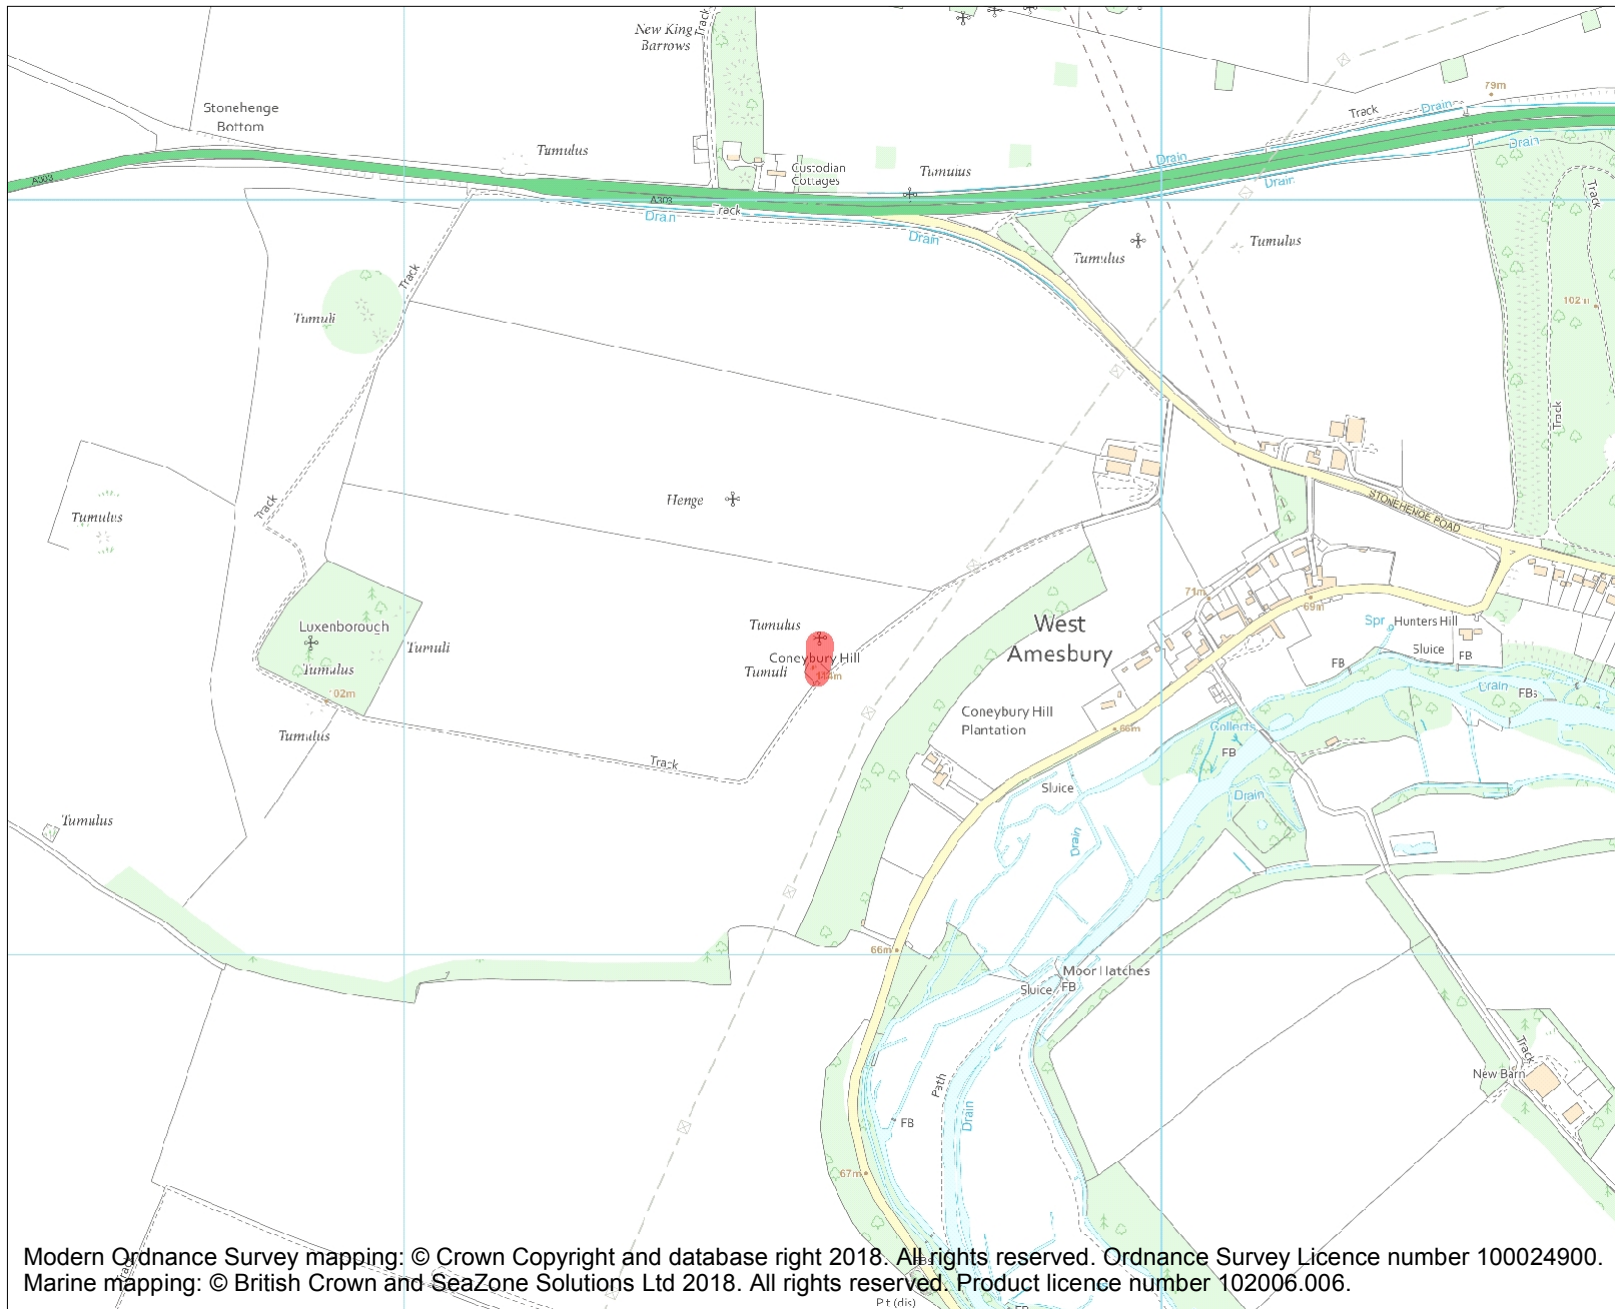 New King
Barrows
Track
79m
Stonehenge
Bottom
Track
Drain
Tumulus
Drain
Custodian
Cottages
Tumulus
Drain
A303
Drain
Track
A303
Drain
Drain
Tumulus
Tumulus
Track
Tumuli
Track
STONEHENGE ROAD
Henge
Track
Tumulus
71m
69m
Spr
Hunters Hill
Sluice
FB
FB
West
Amesbury
Luxenborough
Tumuli
Tumulus
102m
Tumulus
Tumulus
Coneybury Hill
Tumuli
Drain
FBs
Coneybury Hill
Plantation
66m
Collects
FB
Track
Sluice
Drain
Drain
Tumulus
66m
Moor Hatches
Sluice
FB
Track
New Barn
Path
Drain
FB
67m
Track
Modern Ordnance Survey mapping: © Crown Copyright and database right 2018. All rights reserved. Ordnance Survey Licence number 100024900.
Marine mapping: © British Crown and SeaZone Solutions Ltd 2018. All rights reserved. Product licence number 102006.006.
Pt (dis)
FB